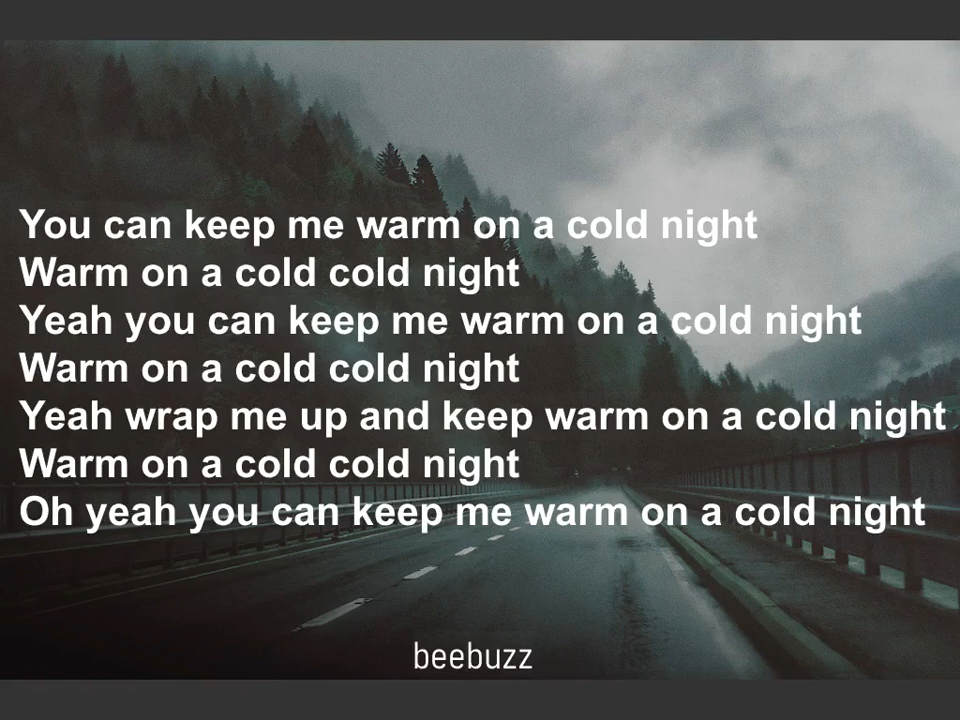 You can keep me warm on a cold night
Warm on a cold cold night
Yeah you can keep me warm on a cold night
Warm on a cold cold night
Yeah wrap me up and keep warm on a cold night
Warm on a cold cold night
Oh yeah you can keep me warm on a cold night
beebuzz